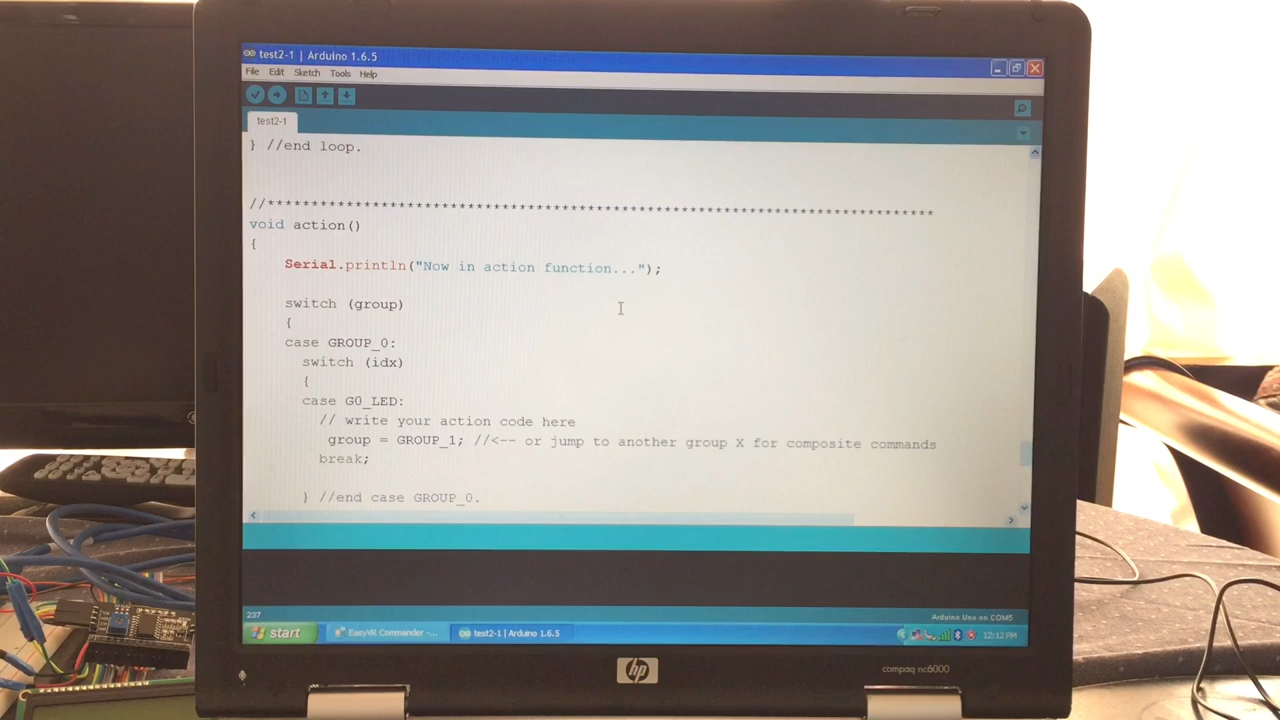 test2-1 | Arduino 1.6.5
File Edit Sketch Tools Help
test2-1
} //end loop.
//******************************************************************************
void action()
{
Serial.println("Now in action function...");
switch (group)
{
case GROUP_0:
switch (idx)
{
case G0_LED:
// write your action code here
group = GROUP_1; //<-- or jump to another group X for composite commands
break;
} //end case GROUP_0.
237
Arduino Uno on COM5
start
EasyVR Commander -...
test2-1 | Arduino 1.6.5
12:12 PM
hp
compaq nc6000